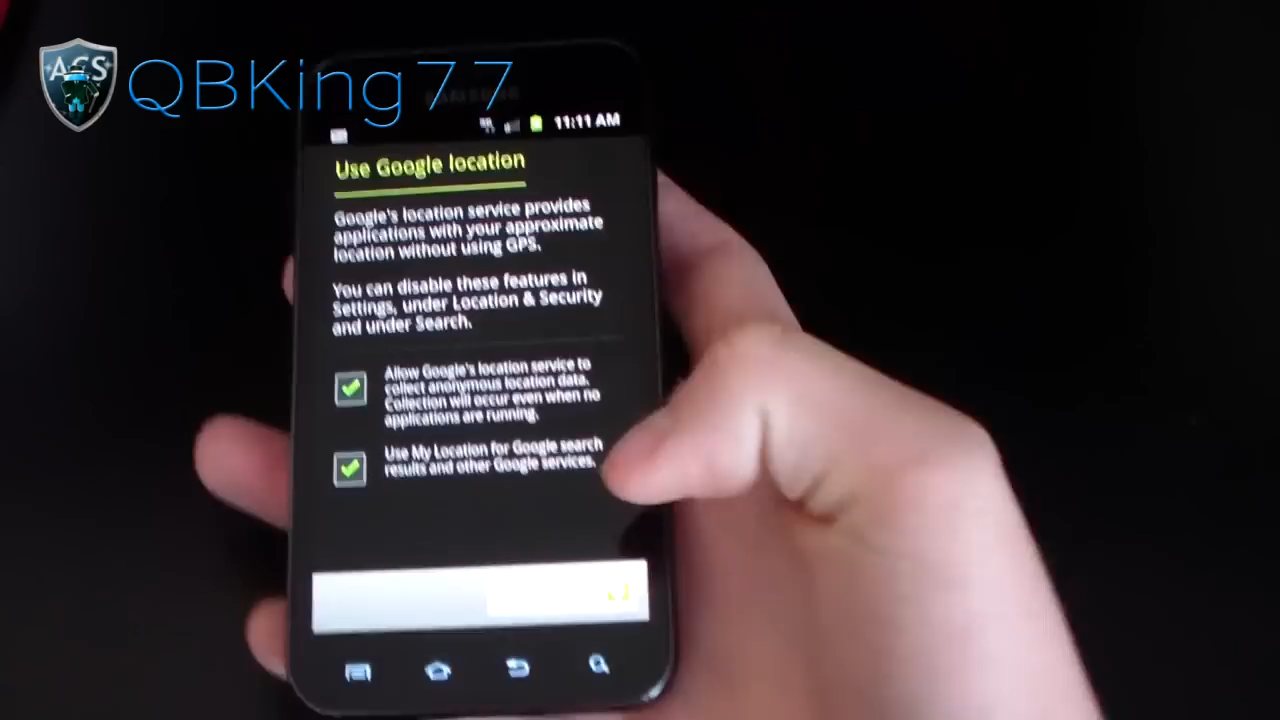 ACS
QBKing77
SAMSUNG
11:11 AM
Use Google location
Google's location service provides
applications with your approximate
location without using GPS.
You can disable these features in
Settings, under Location & Security
and under Search.
Allow Google's location service to
collect anonymous location data.
Collection will occur even when no
applications are running.
Use My Location for Google search
results and other Google services.